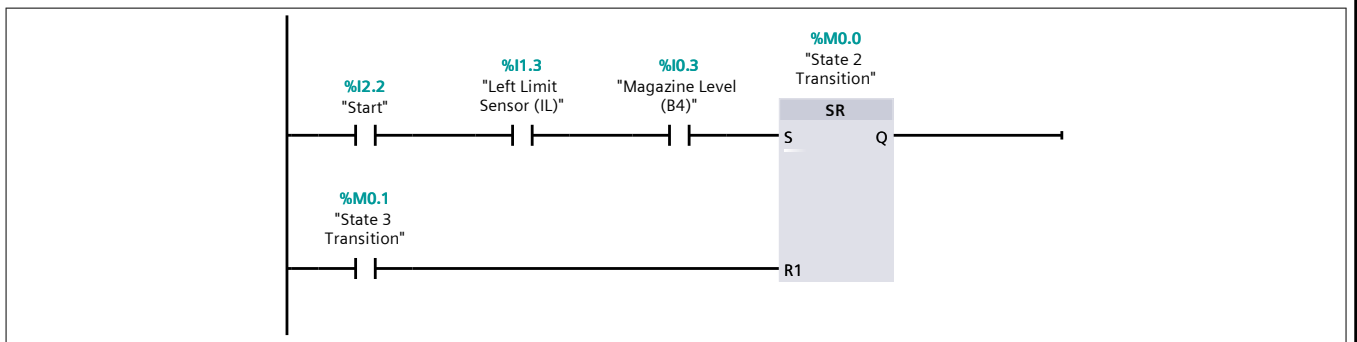 %M0.0
"State 2
Transition"
%I2.2
"Start"
%I1.3
"Left Limit
Sensor (IL)"
%I0.3
"Magazine Level
(B4)"
SR
S
Q
%M0.1
"State 3
Transition"
R1